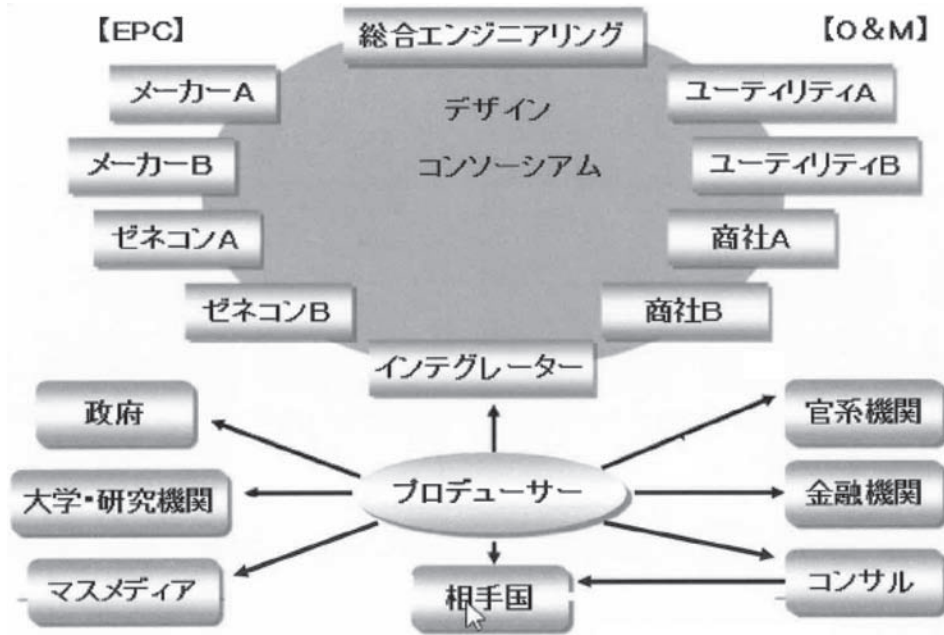 【EPC】
総合エンジニアリング
【O&M】
メーカーA
デザイン
ユーティリティA
メーカーB
コンソーシアム
ユーティリティB
ゼネコンA
商社A
ゼネコンB
商社B
インテグレーター
政府
官系機関
プロデューサー
大学・研究機関
金融機関
マスメディア
相手国
コンサル